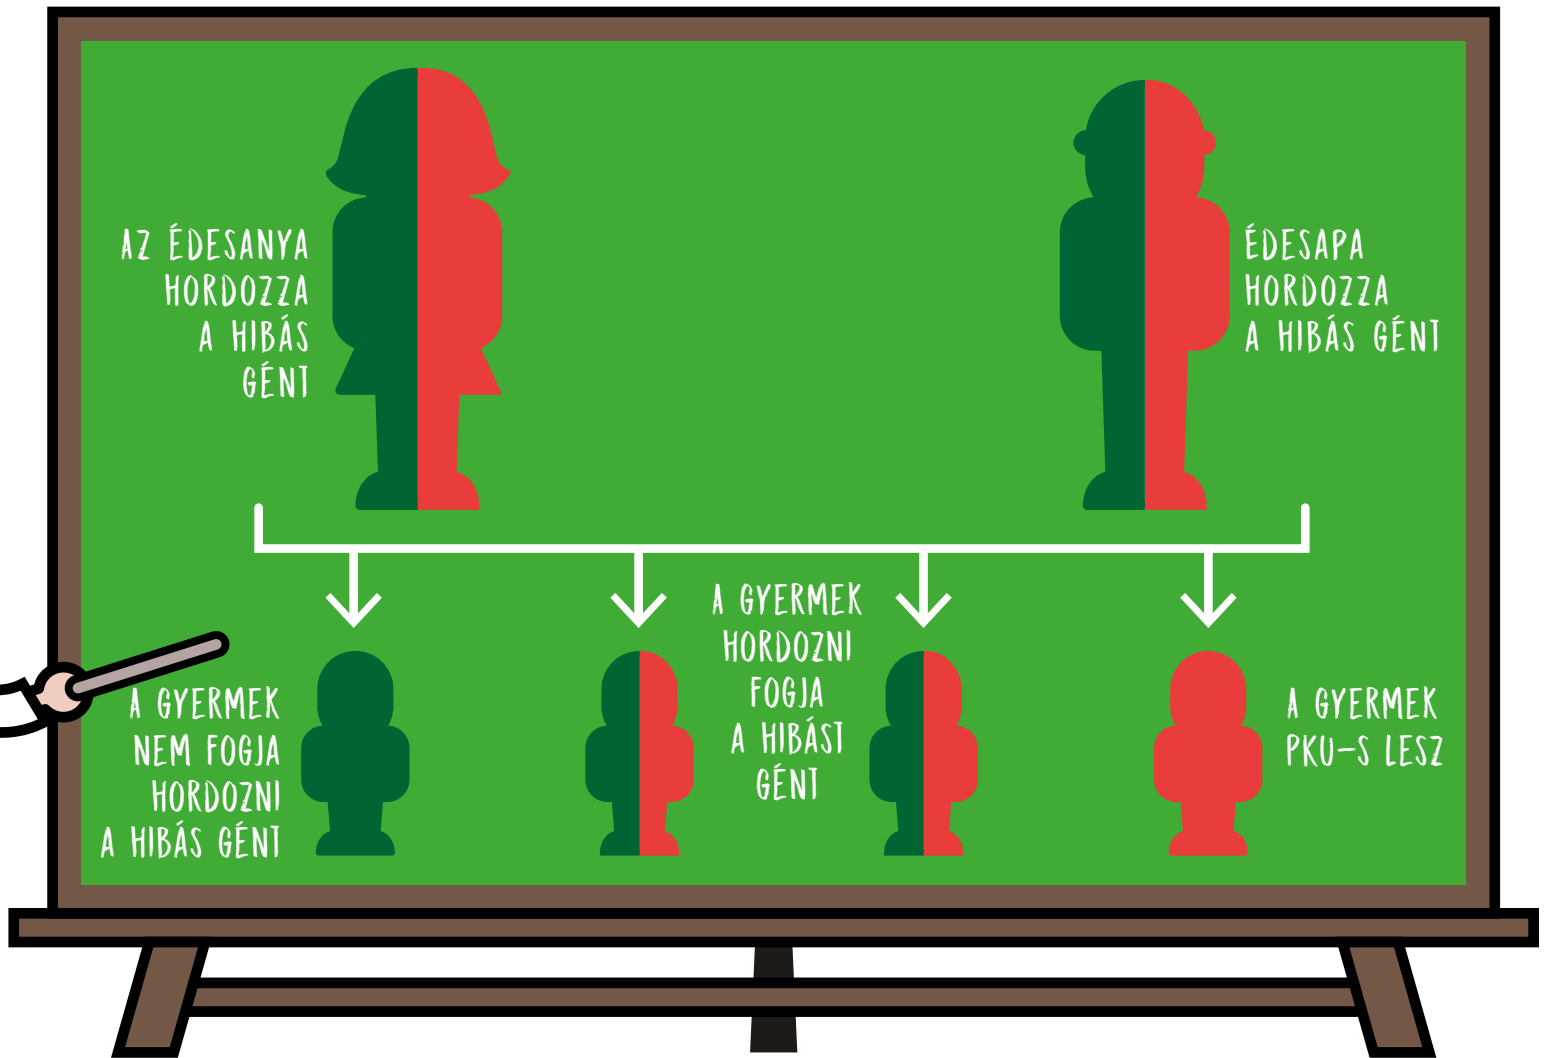 AZ ÉDESANYA
HORDOZZA
A HIBÁS
GÉNT
ÉDESAPA
HORDOZZA
A HIBÁS GÉNT
A GYERMEK
NEM FOGJA
HORDOZNI
A HIBÁS GÉNT
A GYERMEK
HORDOZNI
FOGJA
A HIBÁST
GÉNT
A GYERMEK
PKU-S LESZ